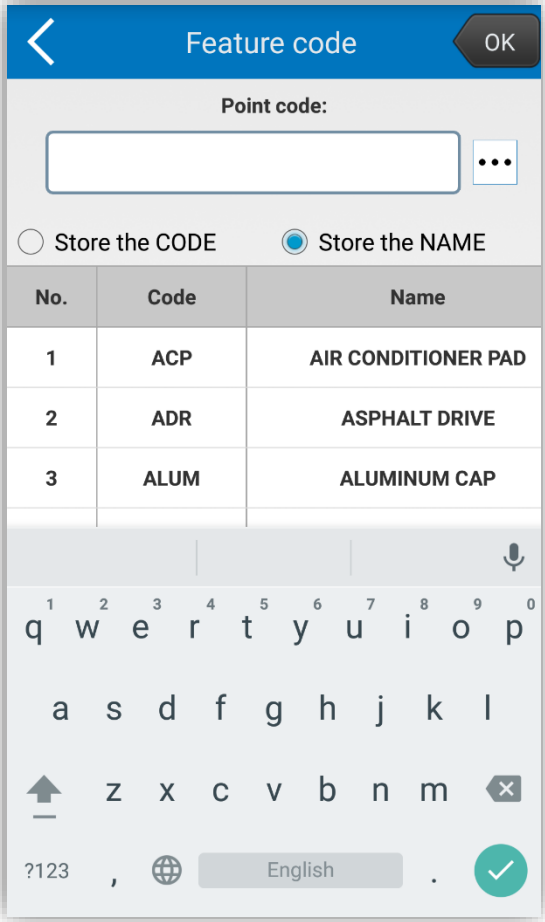 Feature code OK
Point code:
•••
Store the CODE Store the NAME
No. Code Name
1 ACP AIR CONDITIONER PAD
2 ADR ASPHALT DRIVE
3 ALUM ALUMINUM CAP
1 2 3 4 5 6 7 8 9 0
q w e r t y u i o p
a s d f g h j k l
z x c v b n m
?123 , English .